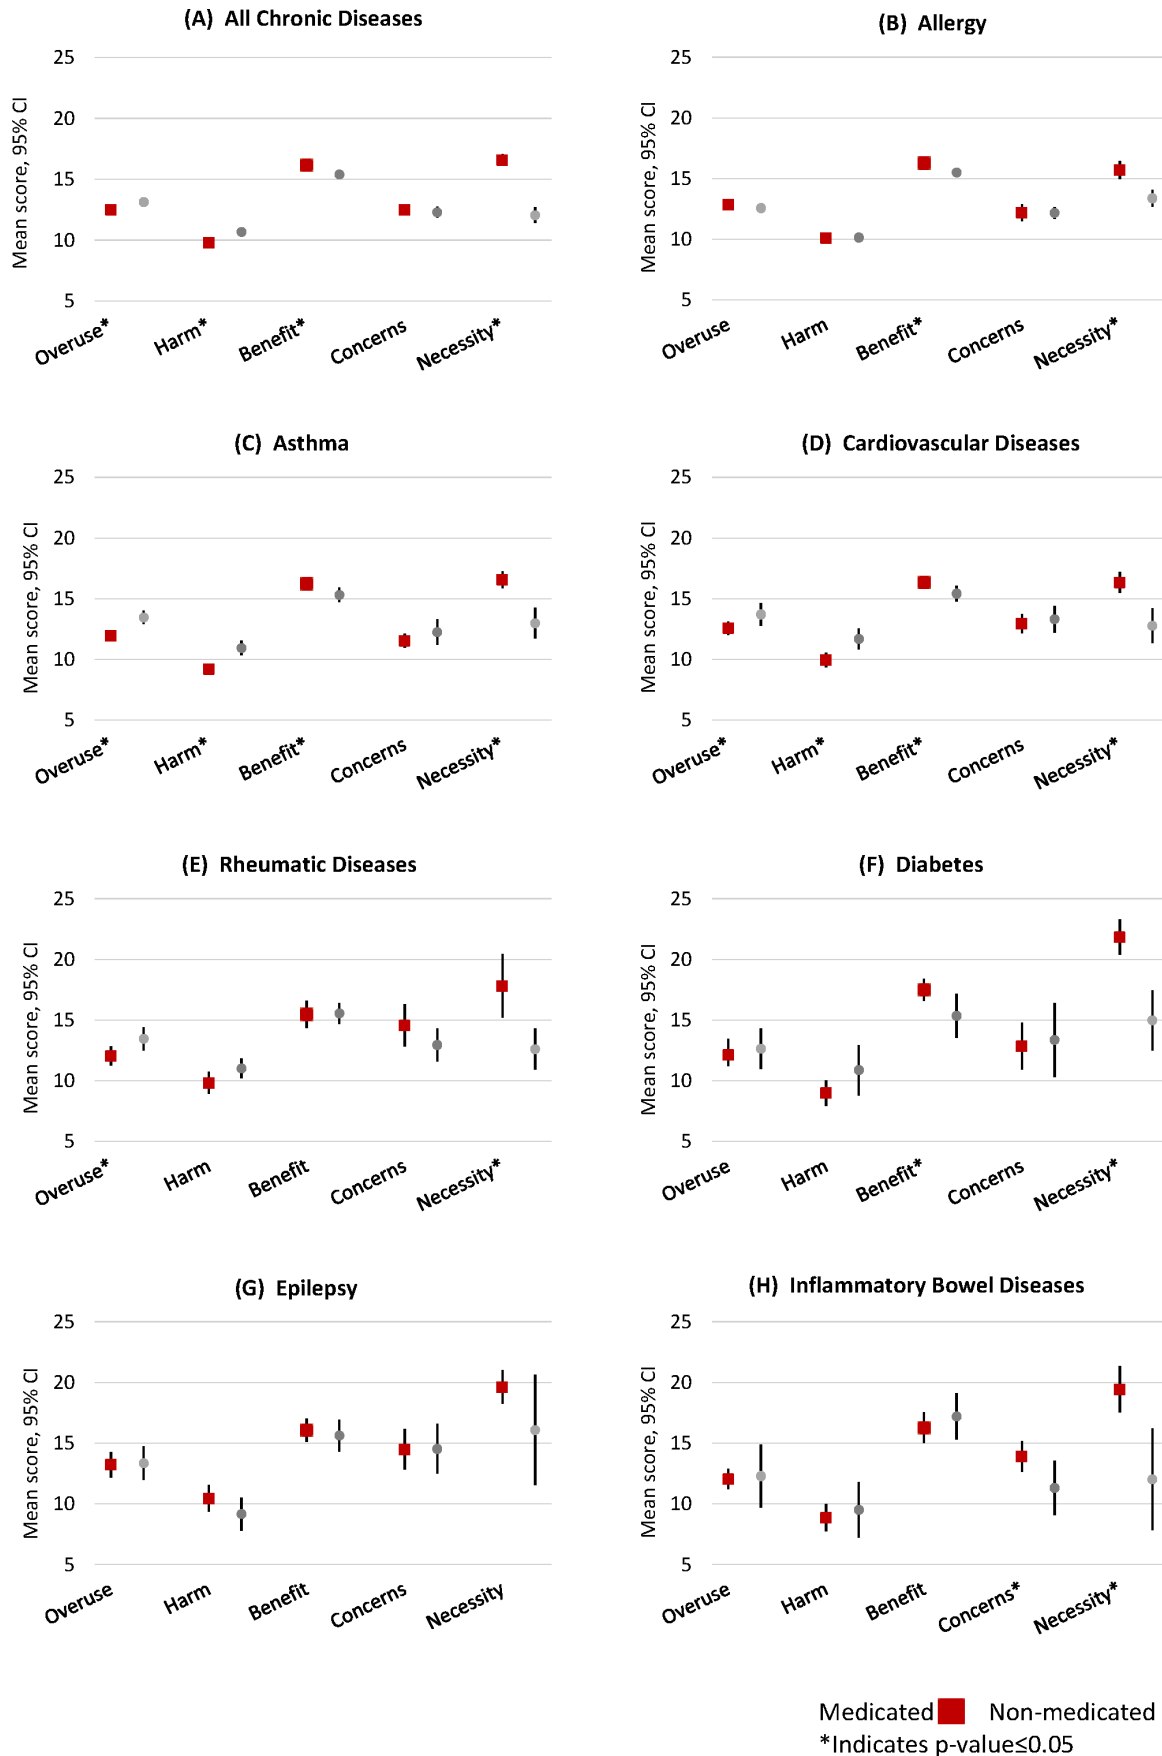 (A) All Chronic Diseases
Mean score, 95% CI
25
20
15
10
5
Overuse*
Harm*
Benefit*
Concerns
Necessity*
(B) Allergy
Mean score, 95% CI
25
20
15
10
5
Overuse
Harm
Benefit*
Concerns
Necessity*
(C) Asthma
Mean score, 95% CI
25
20
15
10
5
Overuse*
Harm*
Benefit*
Concerns
Necessity*
(D) Cardiovascular Diseases
Mean score, 95% CI
25
20
15
10
5
Overuse*
Harm*
Benefit*
Concerns
Necessity*
(E) Rheumatic Diseases
Mean score, 95% CI
25
20
15
10
5
Overuse*
Harm
Benefit
Concerns
Necessity*
(F) Diabetes
Mean score, 95% CI
25
20
15
10
5
Overuse
Harm
Benefit*
Concerns
Necessity*
(G) Epilepsy
Mean score, 95% CI
25
20
15
10
5
Overuse
Harm
Benefit
Concerns
Necessity
(H) Inflammatory Bowel Diseases
Mean score, 95% CI
25
20
15
10
5
Overuse
Harm
Benefit
Concerns*
Necessity*
Medicated Non-medicated
*Indicates p-value≤0.05